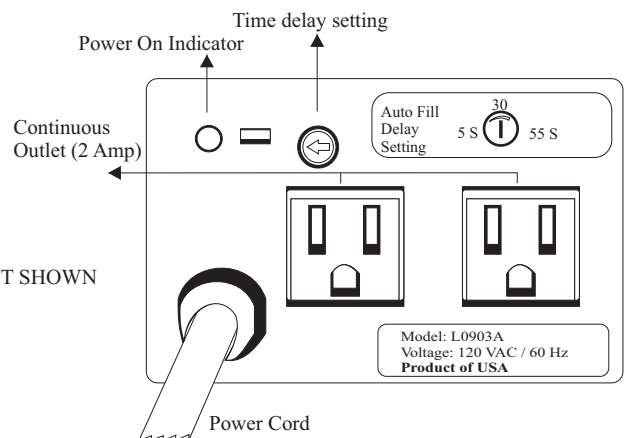 Time delay setting
Power On Indicator
Continuous
Outlet (2 Amp)
Auto Fill
Delay
Setting
30
5 S
55 S
T SHOWN
Model: L0903A
Voltage: 120 VAC / 60 Hz
Product of USA
Power Cord